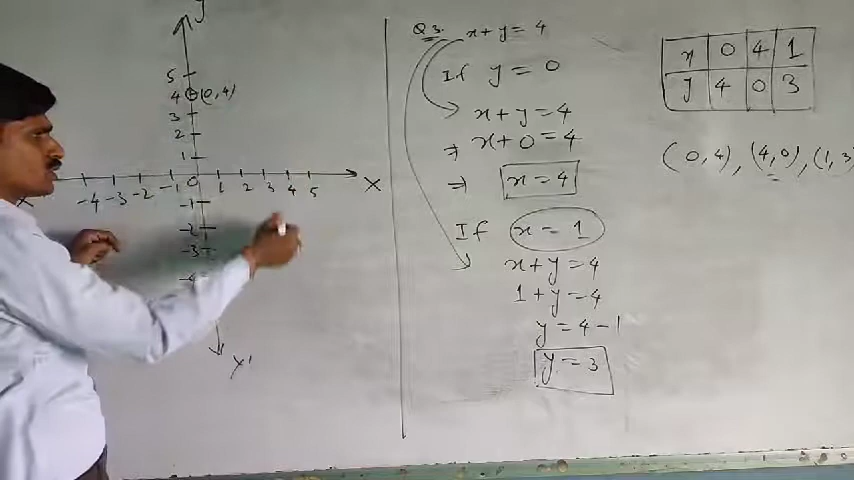 y
5
4 (0,4)
3
2
1
-4 -3 -2 -1 0 1 2 3 4 5 X
-1
-2
-3
-4
y'
Q3. x + y = 4
If y = 0
x + y = 4
⇒ x + 0 = 4
⇒ x = 4
If x = 1
x + y = 4
1 + y = 4
y = 4 - 1
y = 3
x 0 4 1
y 4 0 3
(0,4), (4,0), (1,3